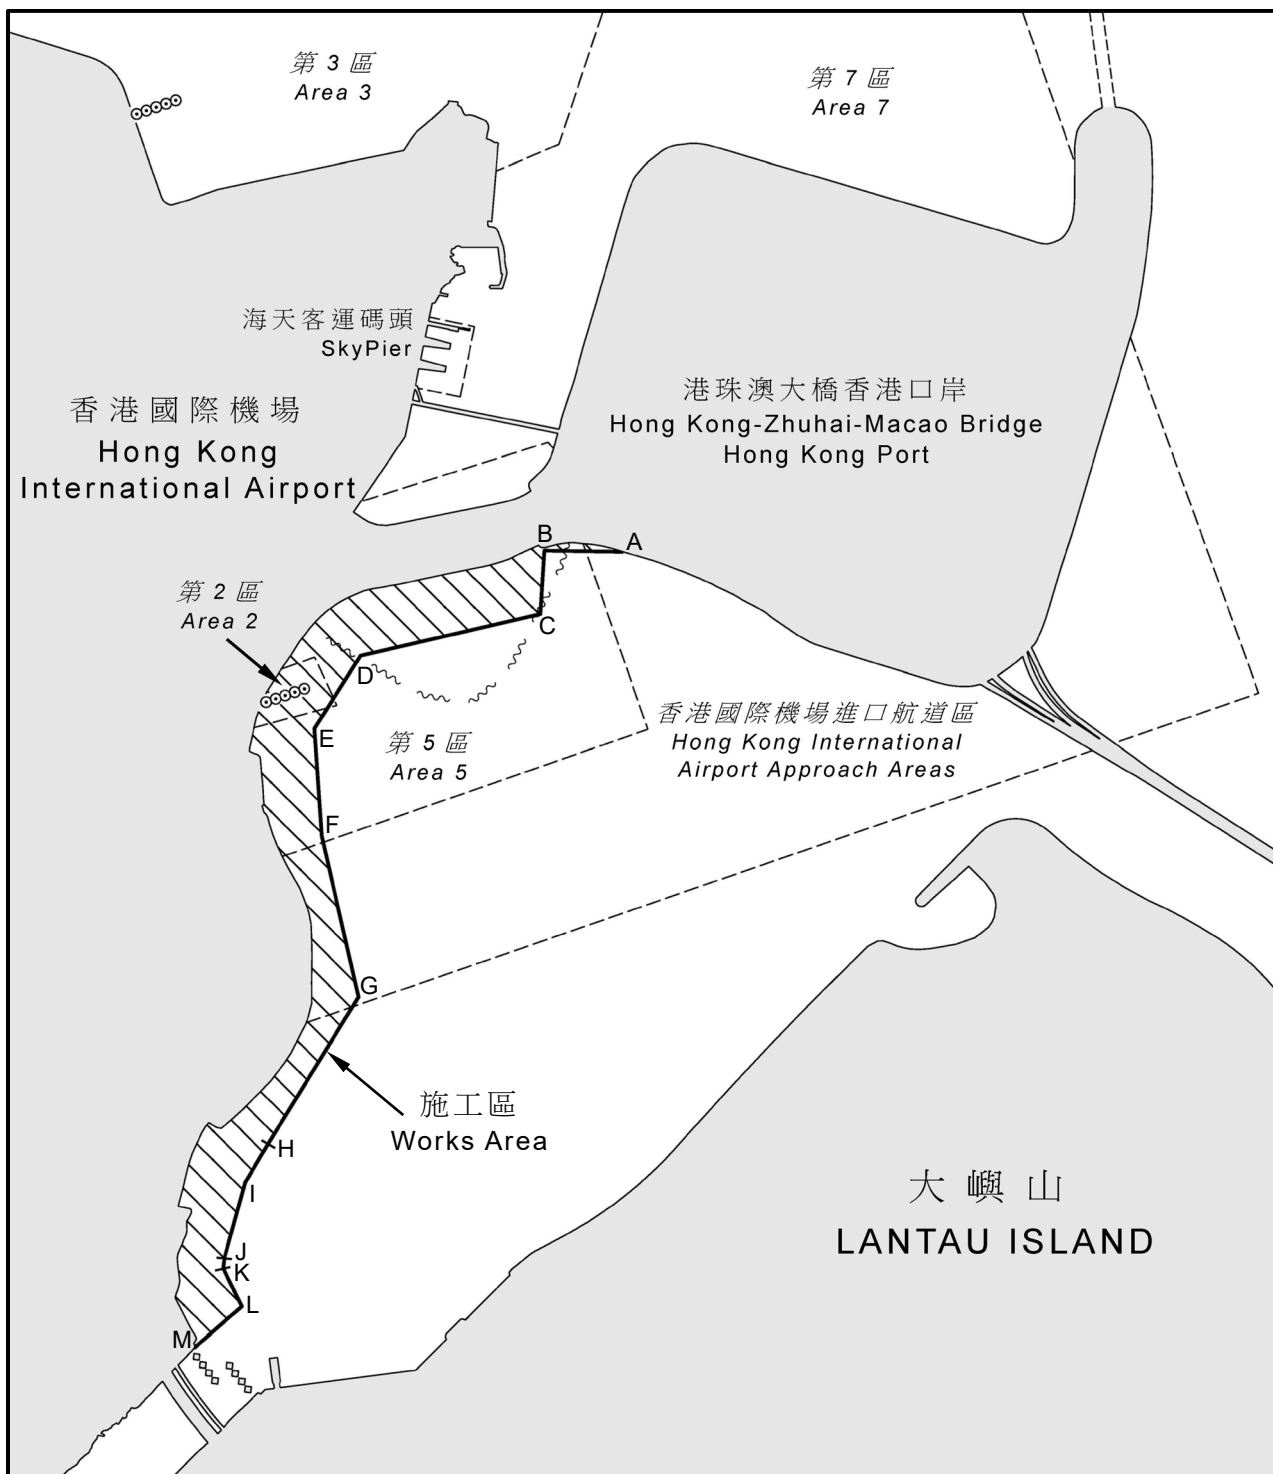 第 3 區
Area 3
第 7 區
Area 7
海天客運碼頭
SkyPier
香港國際機場
Hong Kong
International Airport
港珠澳大橋香港口岸
Hong Kong-Zhuhai-Macao Bridge
Hong Kong Port
B
A
第 2 區
Area 2
C
D
E
第 5 區
Area 5
香港國際機場進口航道區
Hong Kong International
Airport Approach Areas
F
G
施工區
Works Area
H
I
J
K
L
M
大嶼山
LANTAU ISLAND